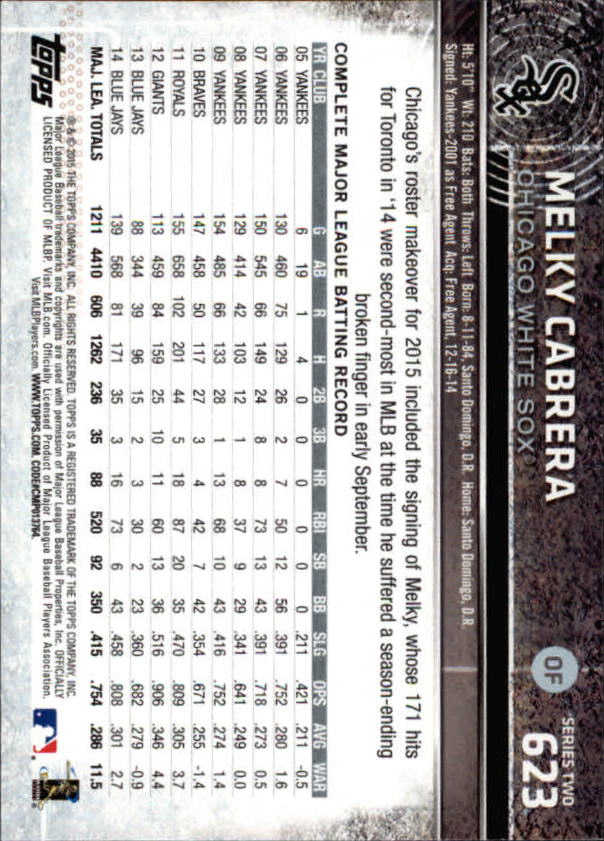 SERIES TWO
623
OF
MELKY CABRERA
CHICAGO WHITE SOX
Sox
Ht: 5'10" Wt: 210 Bats: Both Throws: Left Born: 8-11-84, Santo Domingo, D.R. Home: Santo Domingo, D.R.
Signed: Yankees-2001 as Free Agent Acq: Free Agent, 12-16-14
Chicago's roster makeover for 2015 included the signing of Melky, whose 171 hits
for Toronto in '14 were second-most in MLB at the time he suffered a season-ending
broken finger in early September.
COMPLETE MAJOR LEAGUE BATTING RECORD
YR CLUB G AB R H 2B 3B HR RBI SB BB SLG OPS AVG WAR
05 YANKEES 6 19 1 4 0 0 0 0 0 0 .211 .421 .211 -0.5
06 YANKEES 130 460 75 129 26 2 7 50 12 56 .391 .752 .280 1.6
07 YANKEES 150 545 66 149 24 8 8 73 13 43 .391 .718 .273 0.5
08 YANKEES 129 414 42 103 12 1 8 37 9 29 .341 .641 .249 0.0
09 YANKEES 154 485 66 133 28 1 13 68 10 43 .416 .752 .274 1.4
10 BRAVES 147 458 50 117 27 3 4 42 7 42 .354 .671 .255 -1.4
11 ROYALS 155 658 102 201 44 5 18 87 20 35 .470 .809 .305 3.7
12 GIANTS 113 459 84 159 25 10 11 60 13 36 .516 .906 .346 4.4
13 BLUE JAYS 88 344 39 96 15 2 3 30 2 23 .360 .682 .279 -0.9
14 BLUE JAYS 139 568 81 171 35 3 16 73 6 43 .458 .808 .301 2.7
MAJ. LEA. TOTALS 1211 4410 606 1262 236 35 88 520 92 350 .415 .754 .286 11.5
Topps
® & © 2015 THE TOPPS COMPANY, INC. ALL RIGHTS RESERVED. TOPPS IS A REGISTERED TRADEMARK OF THE TOPPS COMPANY, INC.
Major League Baseball trademarks and copyrights are used with permission of Major League Baseball Properties, Inc. OFFICIALLY
LICENSED PRODUCT OF MLBP. Visit MLB.com. Officially Licensed Product of Major League Baseball Players Association.
Visit MLBPlayers.com. WWW.TOPPS.COM. CODE#CMP013764.